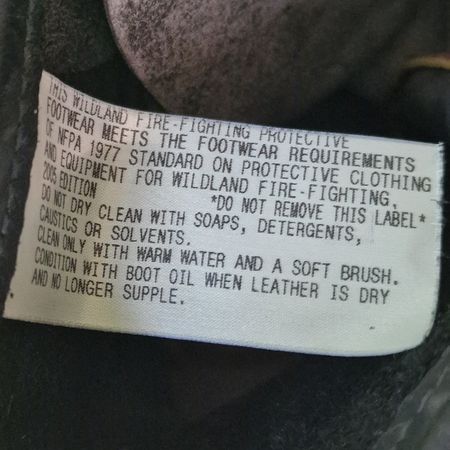 THIS WILDLAND FIRE-FIGHTING PROTECTIVE
FOOTWEAR MEETS THE FOOTWEAR REQUIREMENTS
OF NFPA 1977 STANDARD ON PROTECTIVE CLOTHING
AND EQUIPMENT FOR WILDLAND FIRE-FIGHTING,
2005 EDITION *DO NOT REMOVE THIS LABEL*
DO NOT DRY CLEAN WITH SOAPS, DETERGENTS,
CAUSTICS OR SOLVENTS.
CLEAN ONLY WITH WARM WATER AND A SOFT BRUSH.
CONDITION WITH BOOT OIL WHEN LEATHER IS DRY
AND NO LONGER SUPPLE.